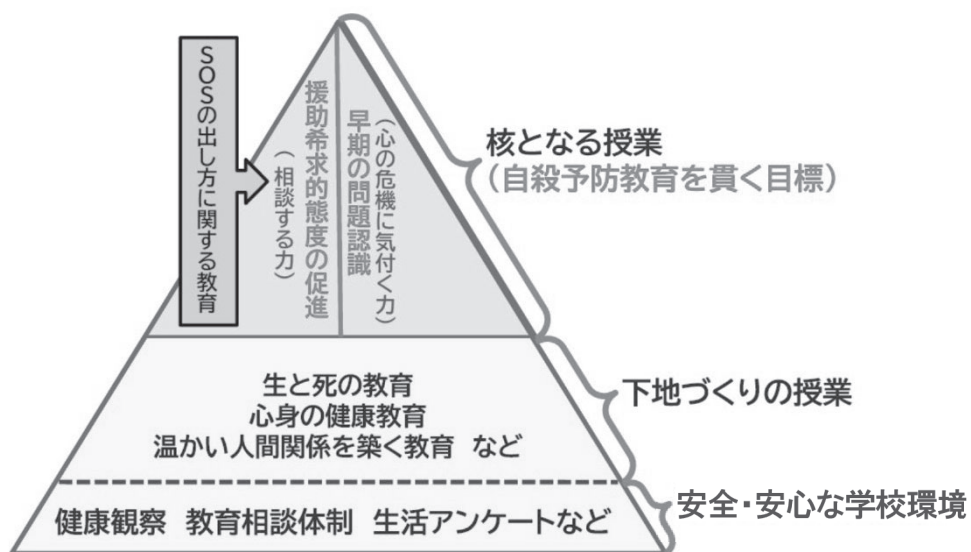 SOSの出し方に関する教育
援助希求的態度の促進
（相談する力）
早期の問題認識
（心の危機に気付く力）
核となる授業
（自殺予防教育を貫く目標）
生と死の教育
心身の健康教育
温かい人間関係を築く教育 など
下地づくりの授業
健康観察 教育相談体制 生活アンケートなど
安全・安心な学校環境